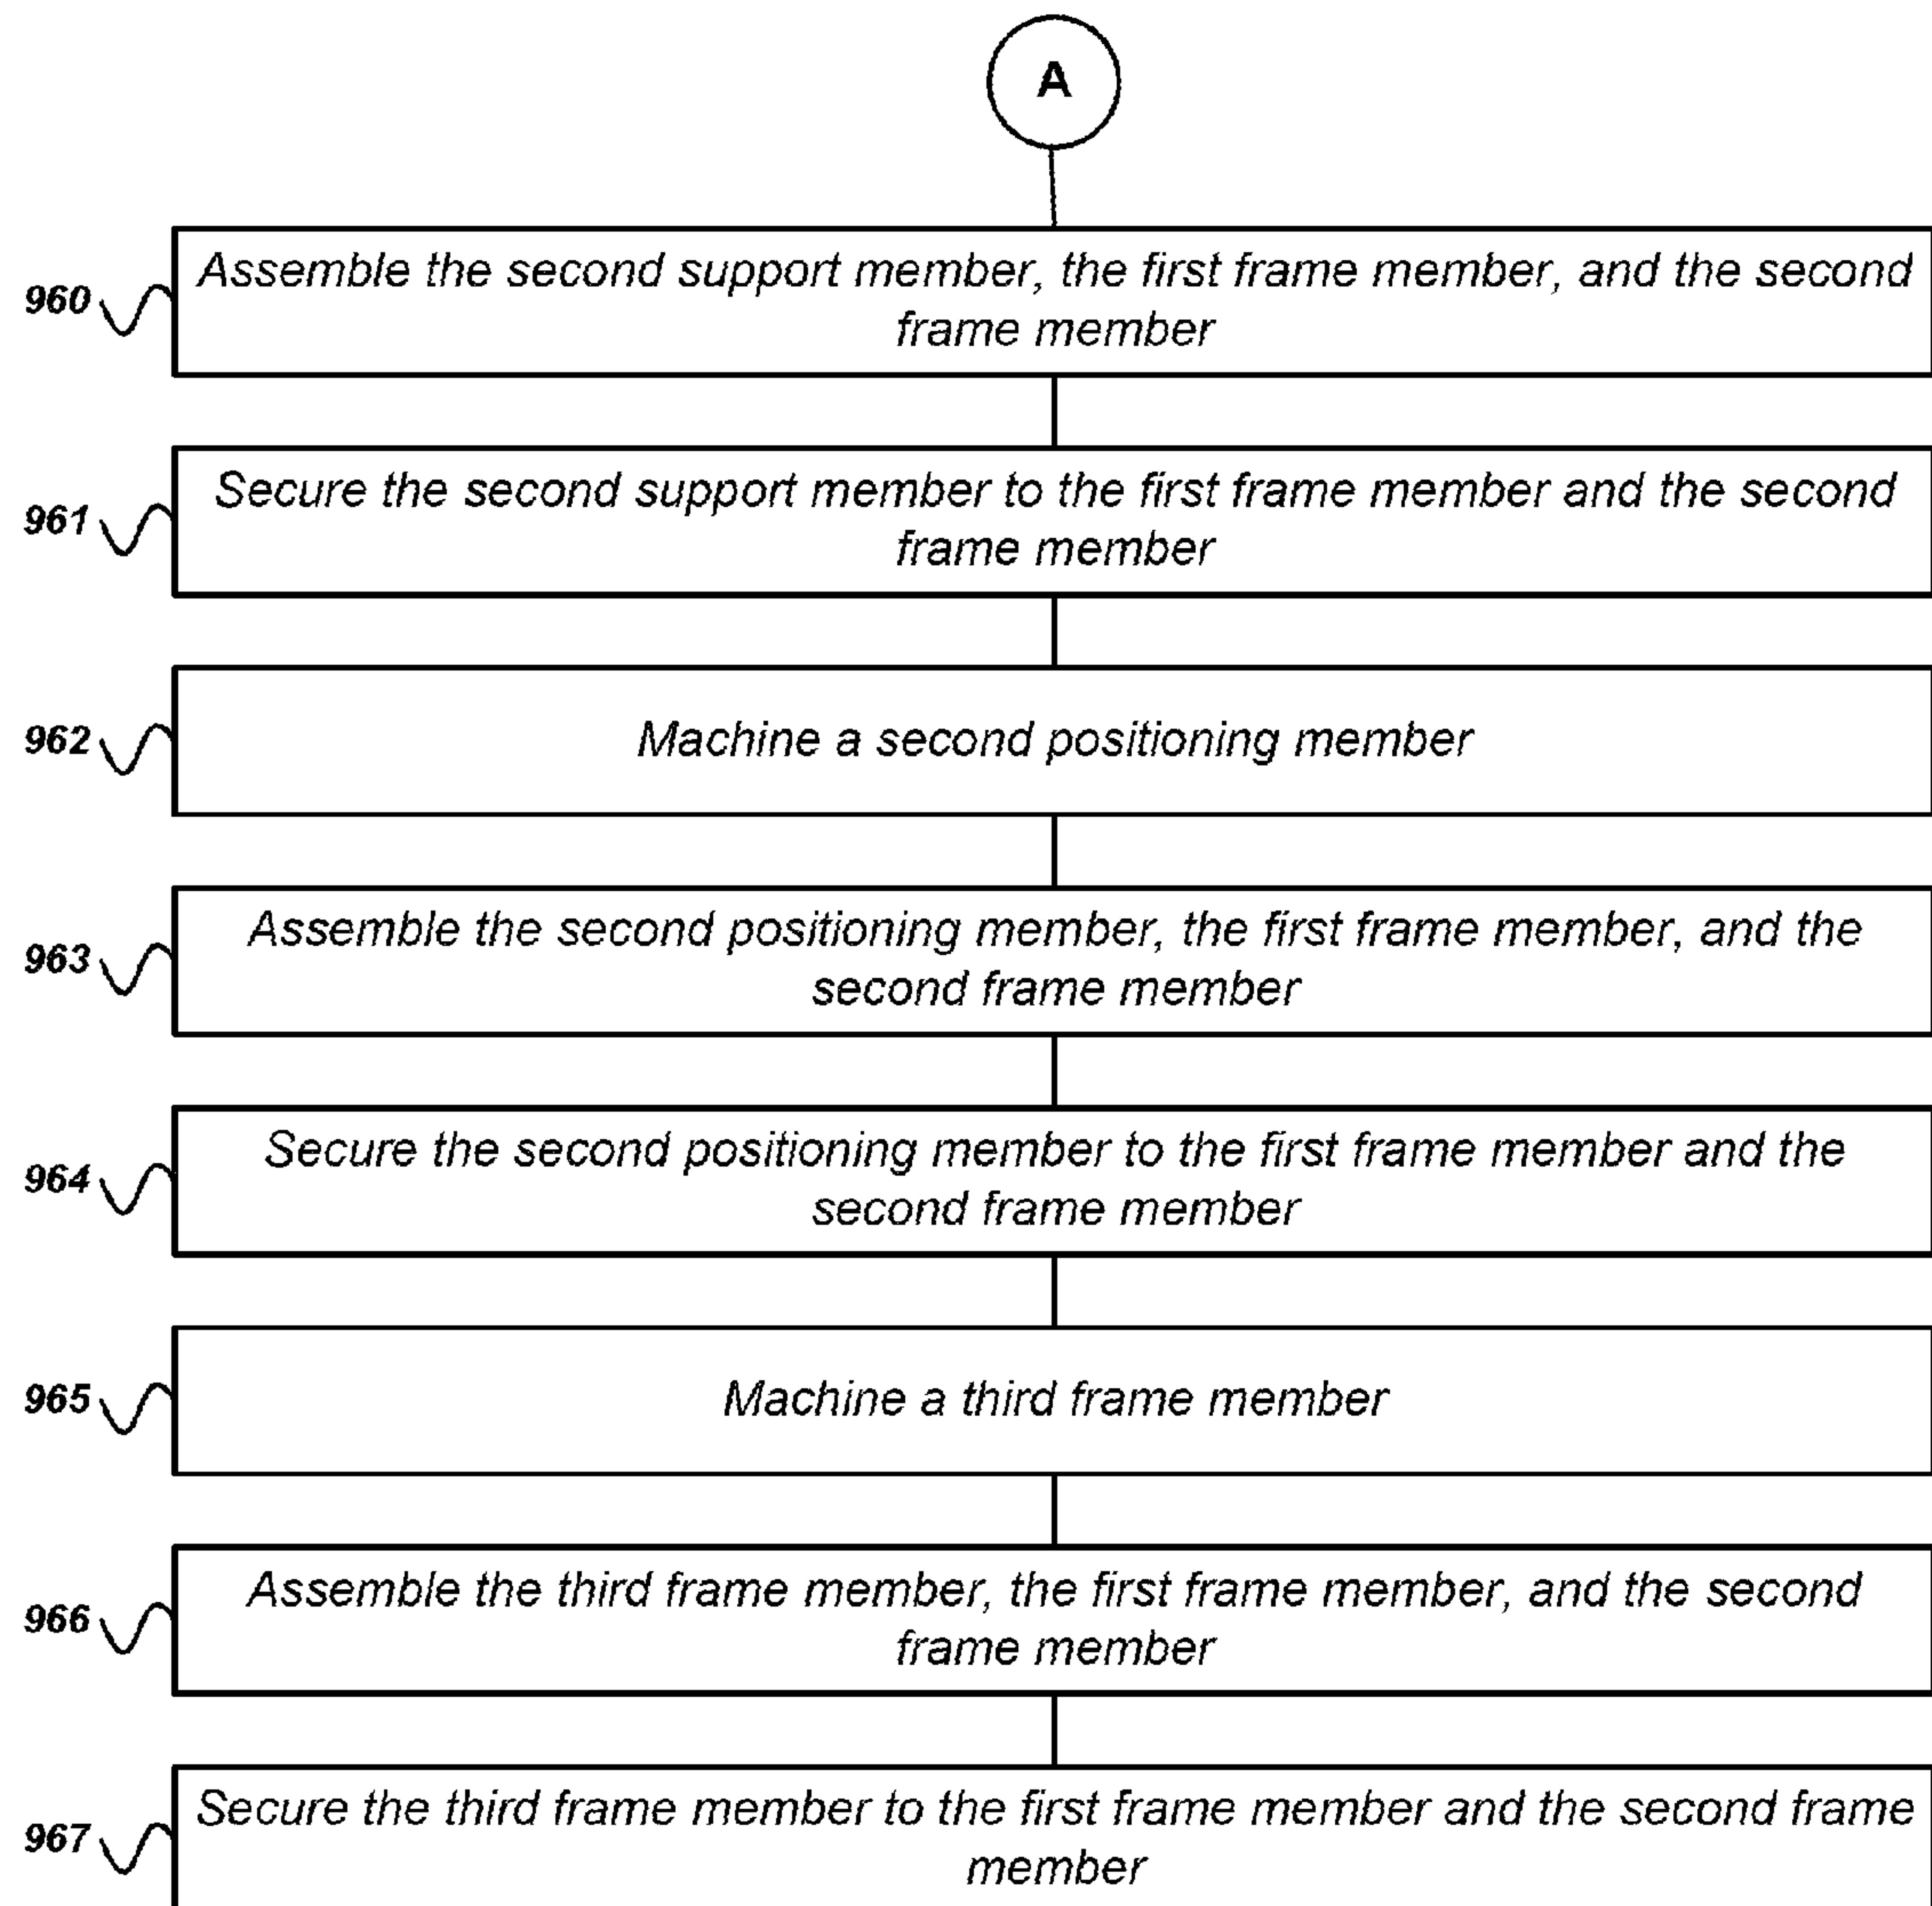 A
960 Assemble the second support member, the first frame member, and the second
frame member
961 Secure the second support member to the first frame member and the second
frame member
962 Machine a second positioning member
963 Assemble the second positioning member, the first frame member, and the
second frame member
964 Secure the second positioning member to the first frame member and the
second frame member
965 Machine a third frame member
966 Assemble the third frame member, the first frame member, and the second
frame member
967 Secure the third frame member to the first frame member and the second frame
member